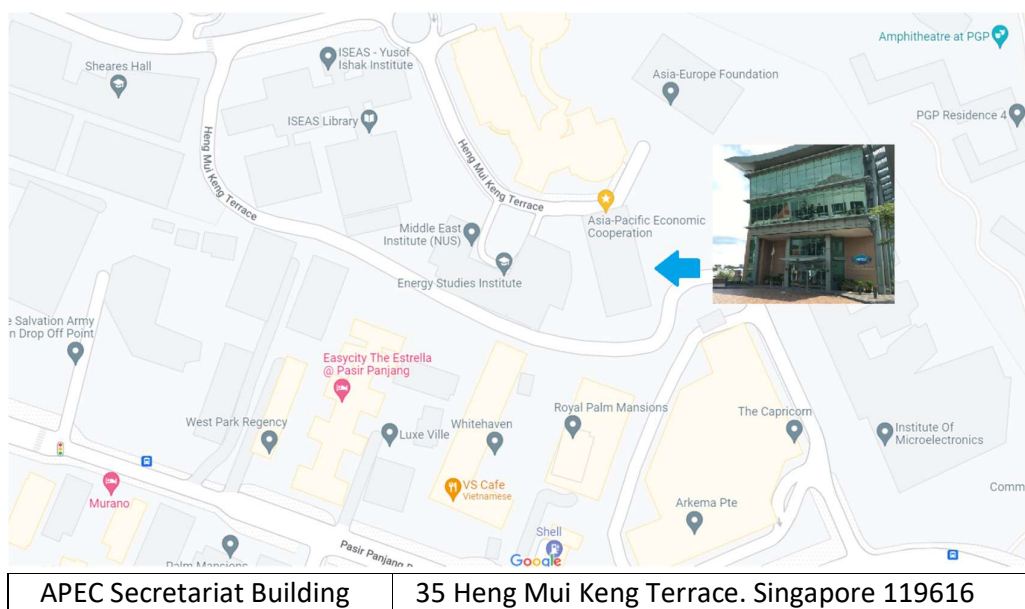 Amphitheatre at PGP
ISEAS - Yusof
Ishak Institute
Sheares Hall
Asia-Europe Foundation
PGP Residence 4
ISEAS Library
Heng Mui Keng Terrace
Heng Mui Keng Terrace
Asia-Pacific Economic
Cooperation
Middle East
Institute (NUS)
Energy Studies Institute
e Salvation Army
n Drop Off Point
Easycity The Estrella
@ Pasir Panjang
Royal Palm Mansions
The Capricorn
West Park Regency
Luxe Ville
Whitehaven
Institute Of
Microelectronics
VS Cafe
Vietnamese
Comm
Murano
Arkema Pte
Shell
Pasir Panjang
Palm Mansions
Google
APEC Secretariat Building
35 Heng Mui Keng Terrace. Singapore 119616